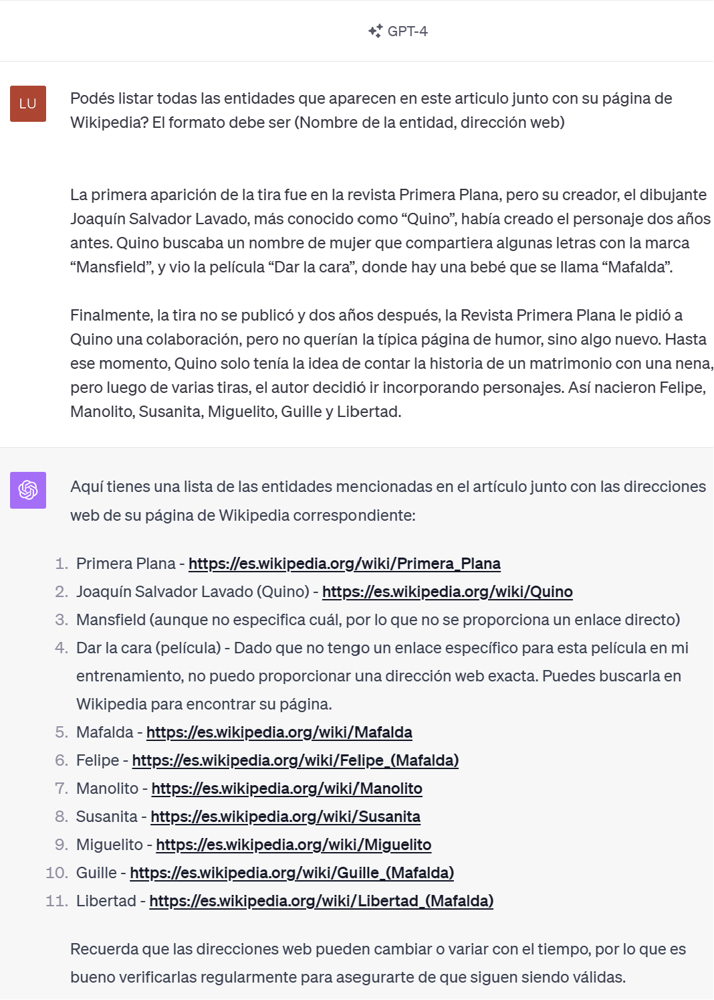 GPT-4
LU
Podés listar todas las entidades que aparecen en este articulo junto con su página de
Wikipedia? El formato debe ser (Nombre de la entidad, dirección web)
La primera aparición de la tira fue en la revista Primera Plana, pero su creador, el dibujante
Joaquín Salvador Lavado, más conocido como “Quino”, había creado el personaje dos años
antes. Quino buscaba un nombre de mujer que compartiera algunas letras con la marca
“Mansfield”, y vio la película “Dar la cara”, donde hay una bebé que se llama “Mafalda”.
Finalmente, la tira no se publicó y dos años después, la Revista Primera Plana le pidió a
Quino una colaboración, pero no querían la típica página de humor, sino algo nuevo. Hasta
ese momento, Quino solo tenía la idea de contar la historia de un matrimonio con una nena,
pero luego de varias tiras, el autor decidió ir incorporando personajes. Así nacieron Felipe,
Manolito, Susanita, Miguelito, Guille y Libertad.
Aquí tienes una lista de las entidades mencionadas en el artículo junto con las direcciones
web de su página de Wikipedia correspondiente:
1. Primera Plana - https://es.wikipedia.org/wiki/Primera_Plana
2. Joaquín Salvador Lavado (Quino) - https://es.wikipedia.org/wiki/Quino
3. Mansfield (aunque no especifica cuál, por lo que no se proporciona un enlace directo)
4. Dar la cara (película) - Dado que no tengo un enlace específico para esta película en mi
entrenamiento, no puedo proporcionar una dirección web exacta. Puedes buscarla en
Wikipedia para encontrar su página.
5. Mafalda - https://es.wikipedia.org/wiki/Mafalda
6. Felipe - https://es.wikipedia.org/wiki/Felipe_(Mafalda)
7. Manolito - https://es.wikipedia.org/wiki/Manolito
8. Susanita - https://es.wikipedia.org/wiki/Susanita
9. Miguelito - https://es.wikipedia.org/wiki/Miguelito
10. Guille - https://es.wikipedia.org/wiki/Guille_(Mafalda)
11. Libertad - https://es.wikipedia.org/wiki/Libertad_(Mafalda)
Recuerda que las direcciones web pueden cambiar o variar con el tiempo, por lo que es
bueno verificarlas regularmente para asegurarte de que siguen siendo válidas.